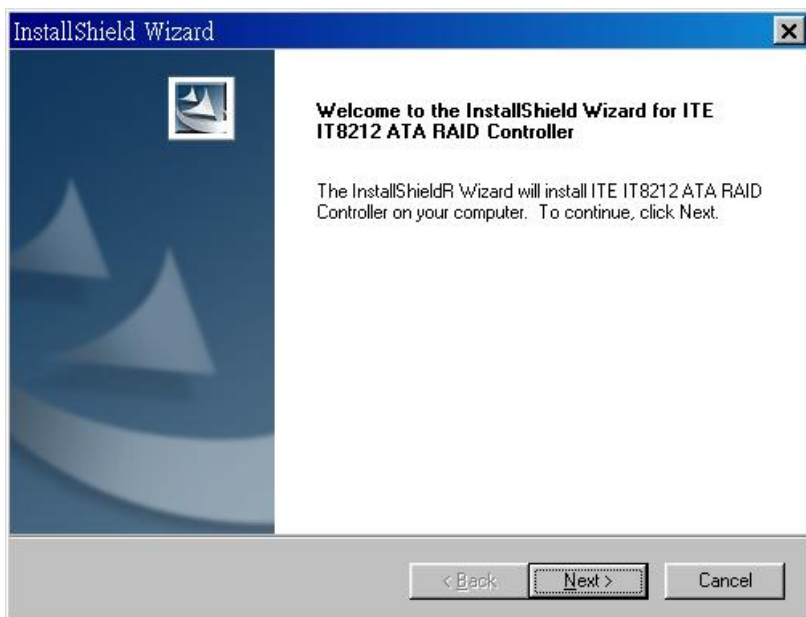 InstallShield Wizard
Welcome to the InstallShield Wizard for ITE
IT8212 ATA RAID Controller
The InstallShieldR Wizard will install ITE IT8212 ATA RAID
Controller on your computer. To continue, click Next.
< Back
Next >
Cancel